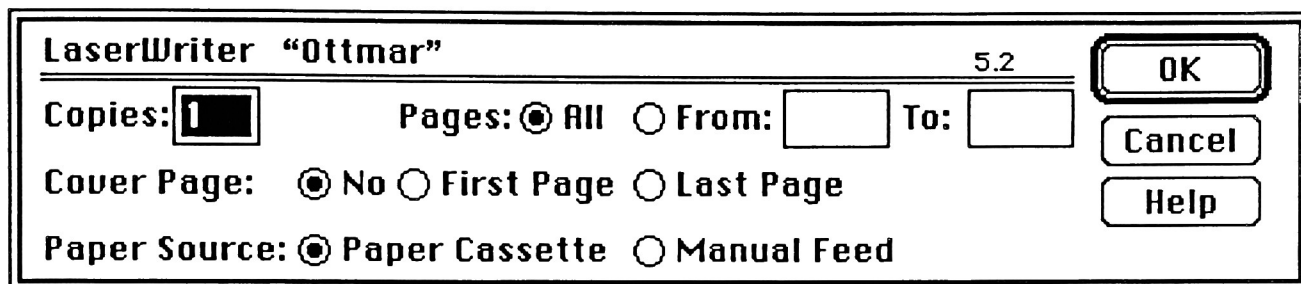 LaserWriter “Ottmar” 5.2 OK
Copies: 1 Pages: All From: To: Cancel
Cover Page: No First Page Last Page Help
Paper Source: Paper Cassette Manual Feed